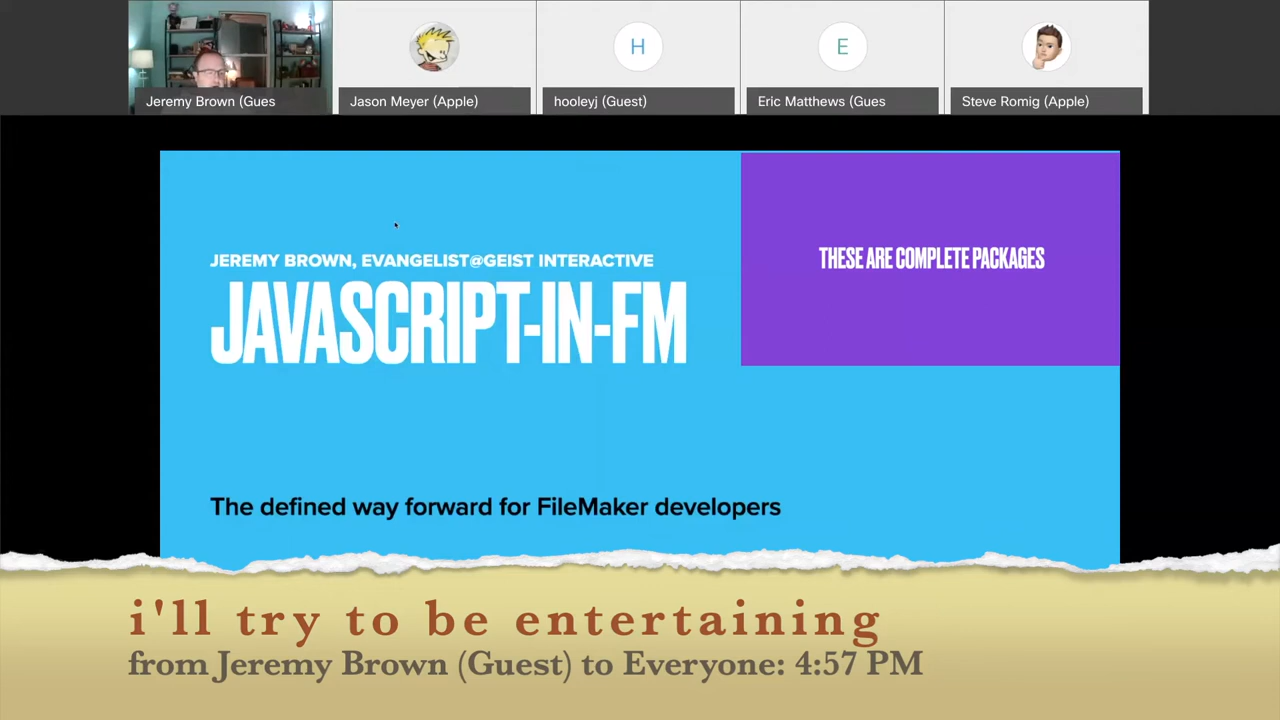 Jeremy Brown (Gues
Jason Meyer (Apple)
H
hooleyj (Guest)
E
Eric Matthews (Gues
Steve Romig (Apple)
JEREMY BROWN, EVANGELIST@GEIST INTERACTIVE
JAVASCRIPT-IN-FM
THESE ARE COMPLETE PACKAGES
The defined way forward for FileMaker developers
i'll try to be entertaining
from Jeremy Brown (Guest) to Everyone: 4:57 PM